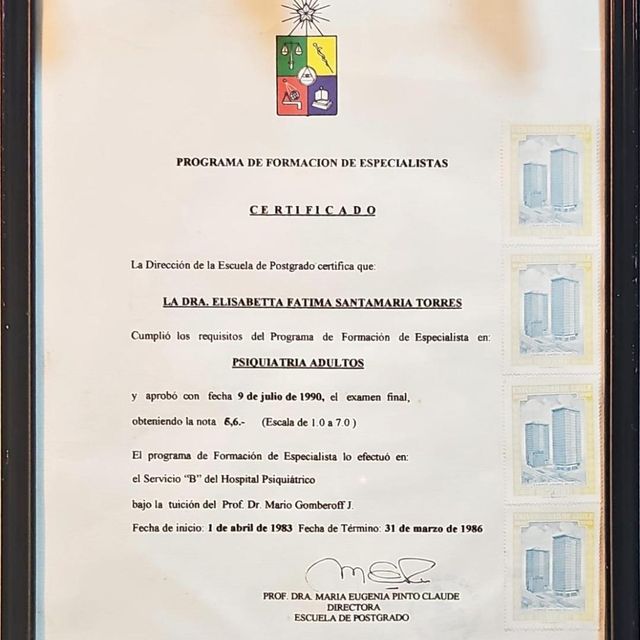 PROGRAMA DE FORMACION DE ESPECIALISTAS
CERTIFICADO
La Dirección de la Escuela de Postgrado certifica que:
LA DRA. ELISABETTA FATIMA SANTAMARIA TORRES
Cumplió los requisitos del Programa de Formación de Especialista en:
PSIQUIATRIA ADULTOS
y aprobó con fecha 9 de julio de 1990, el examen final,
obteniendo la nota 6,6.- (Escala de 1.0 a 7.0 )
El programa de Formación de Especialista lo efectuó en:
el Servicio "B" del Hospital Psiquiátrico
bajo la tuición del Prof. Dr. Mario Gomberoff J.
Fecha de inicio: 1 de abril de 1983 Fecha de Término: 31 de marzo de 1986
PROF. DRA. MARIA EUGENIA PINTO CLAUDE
DIRECTORA
ESCUELA DE POSTGRADO